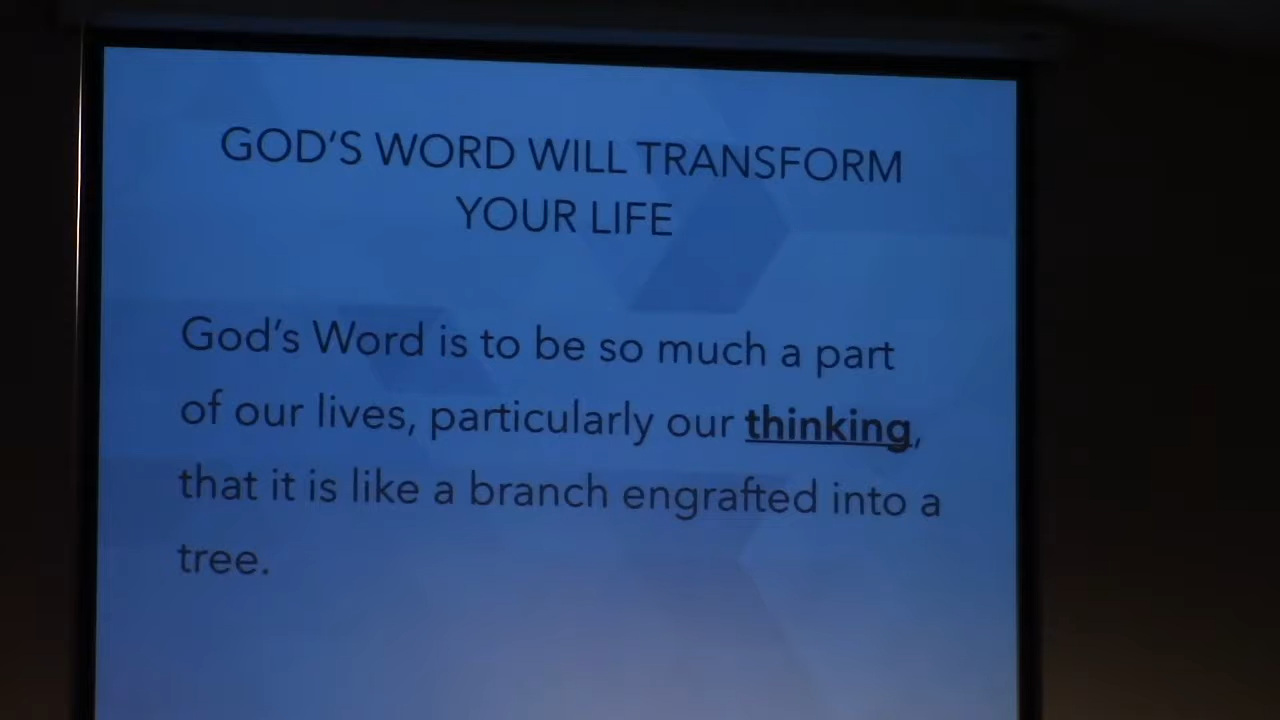 GOD'S WORD WILL TRANSFORM
YOUR LIFE
God's Word is to be so much a part
of our lives, particularly our thinking,
that it is like a branch engrafted into a
tree.